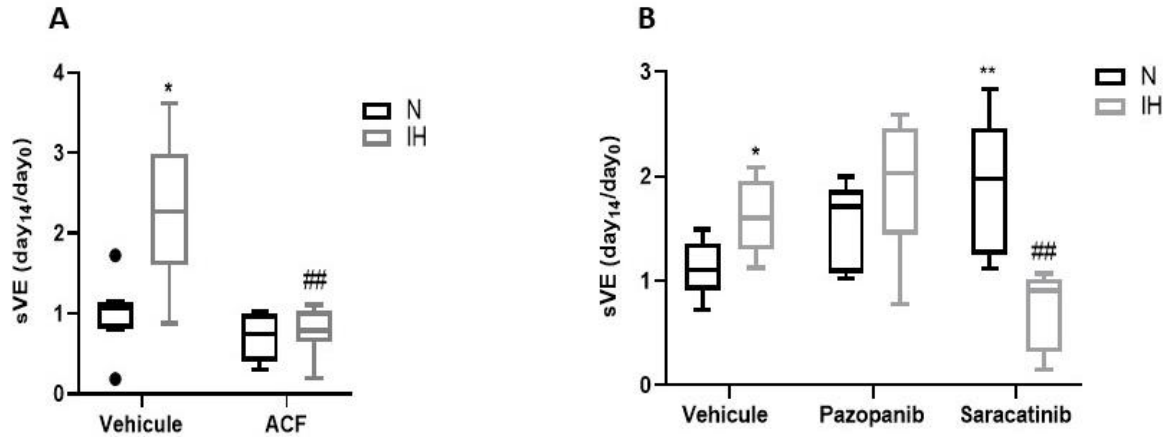 A
sVE (day₁₄/day₀)
4
3
2
1
0
*
##
Vehicule ACF
N
IH
B
sVE (day₁₄/day₀)
3
2
1
0
*
**
##
Vehicule Pazopanib Saracatinib
N
IH